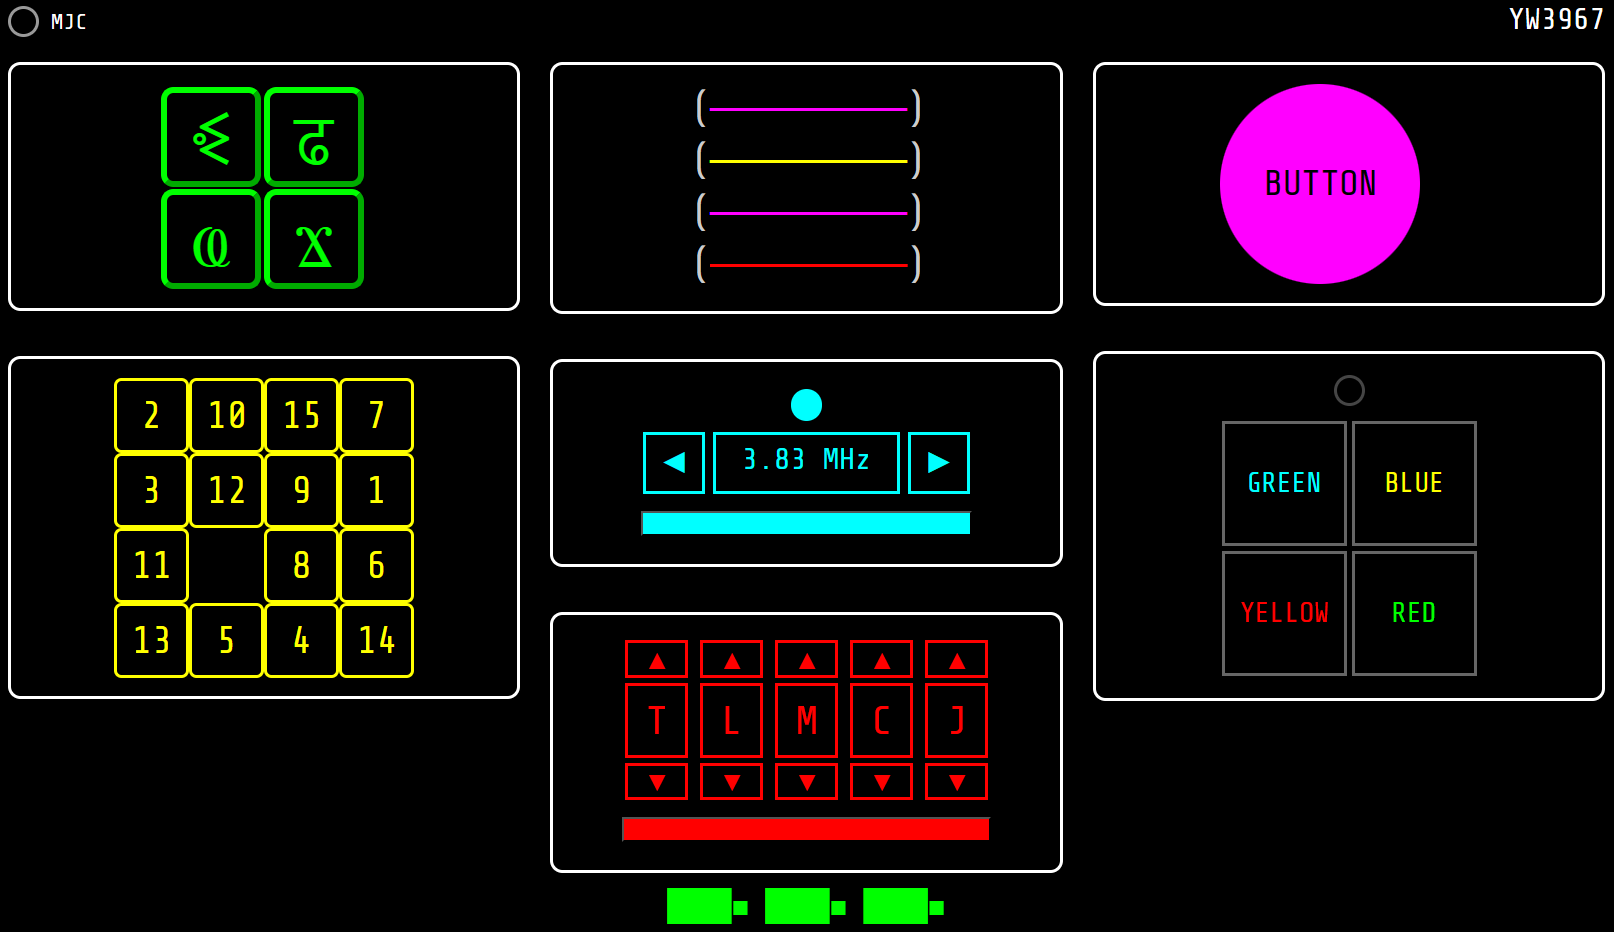 MJC
YW3967
BUTTON
2 10 15 7
3 12 9 1
11 8 6
13 5 4 14
◀ 3.83 MHz ▶
GREEN BLUE
YELLOW RED
▲ ▲ ▲ ▲ ▲
T L M C J
▼ ▼ ▼ ▼ ▼